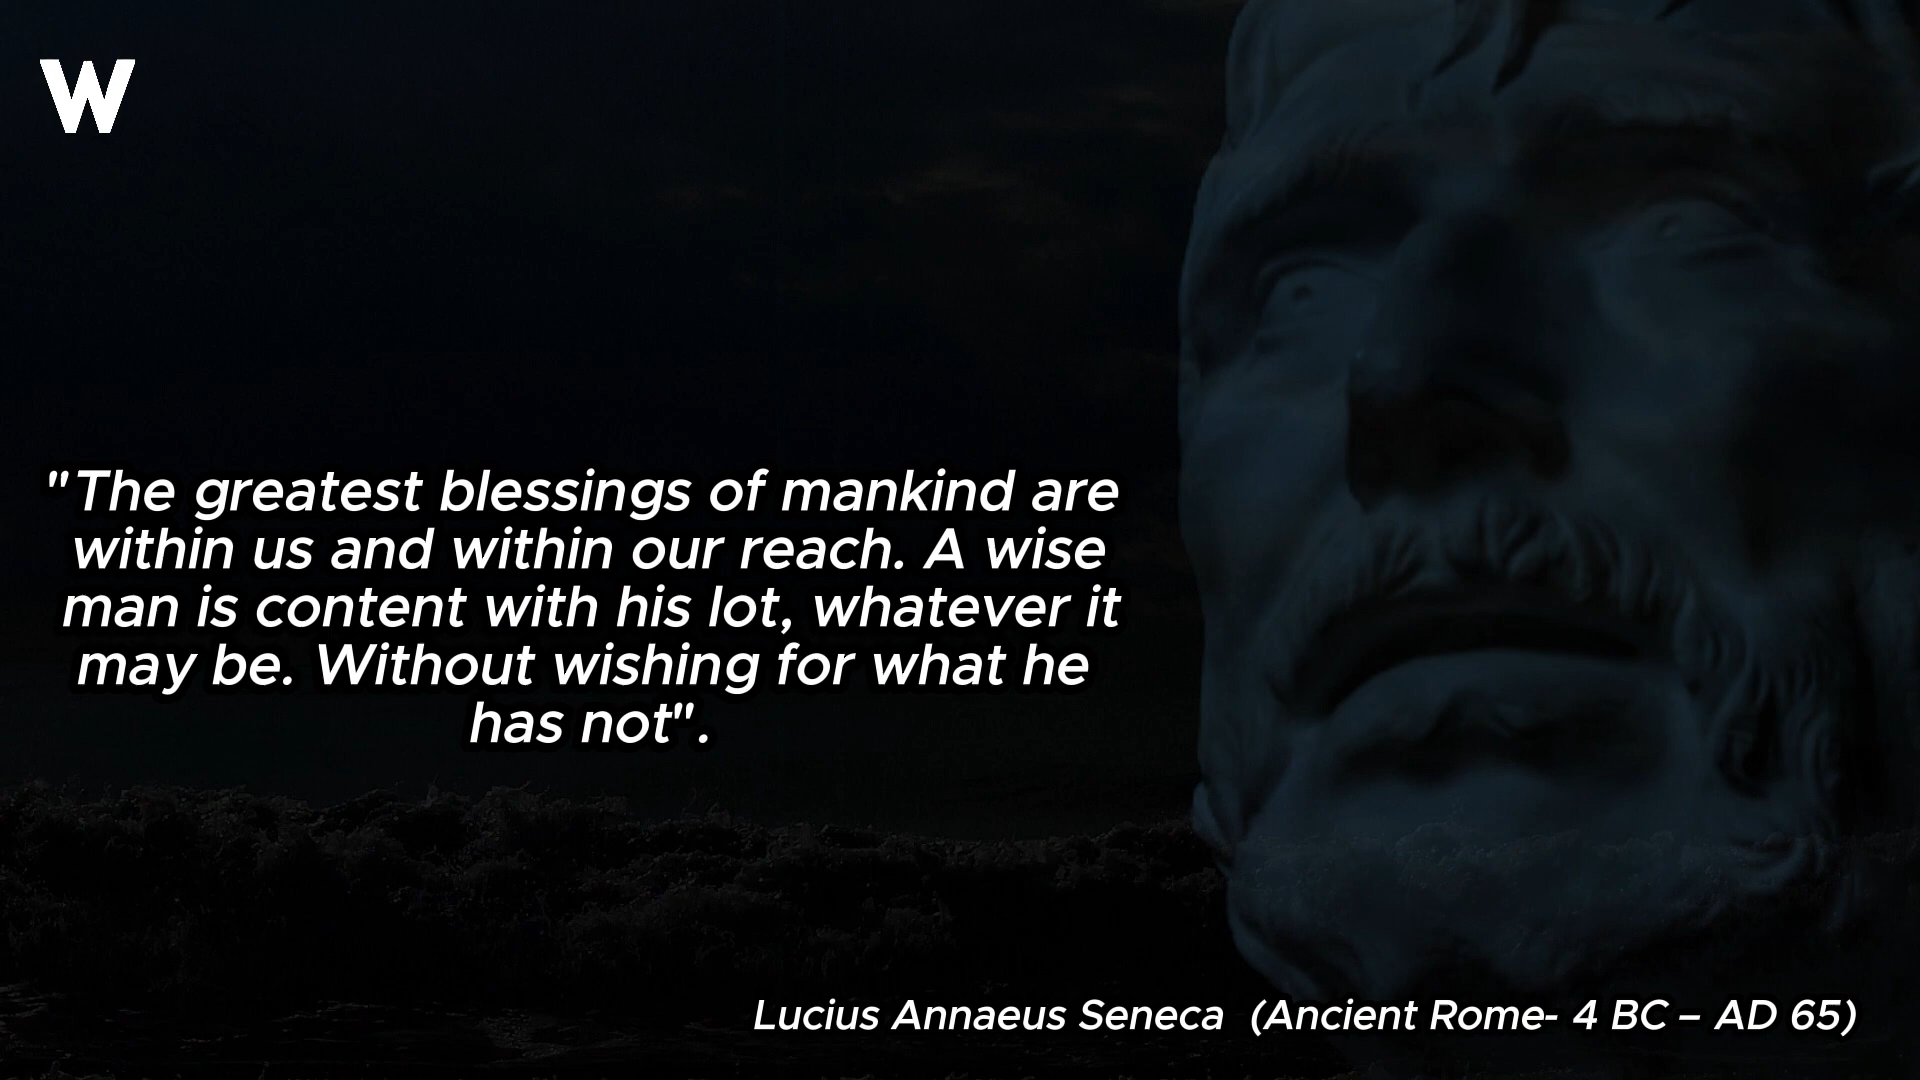 W
"The greatest blessings of mankind are
within us and within our reach. A wise
man is content with his lot, whatever it
may be. Without wishing for what he
has not".
Lucius Annaeus Seneca (Ancient Rome- 4 BC – AD 65)